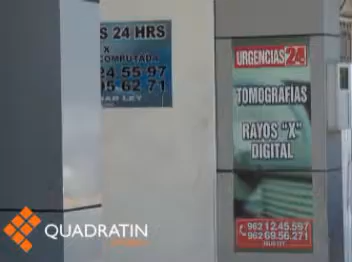 S 24 HRS
X
COMPUTADA
24 55 97
95 62 71
URGENCIAS 24
TOMOGRAFIAS
RAYOS "X"
DIGITAL
962 12.45.597
962 69.56.271
QUADRATIN